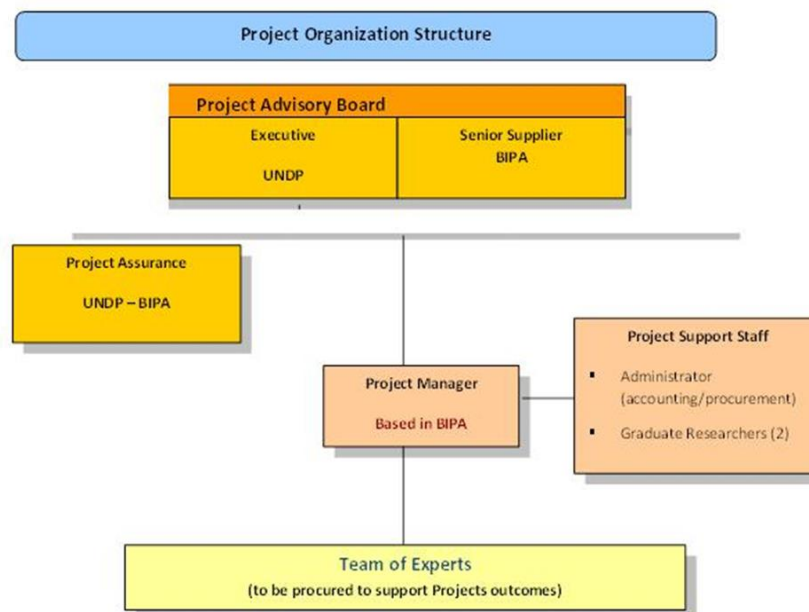 Project Organization Structure
Project Advisory Board
Executive
UNDP
Senior Supplier
BIPA
Project Assurance
UNDP – BIPA
Project Manager
Based in BIPA
Project Support Staff
▪ Administrator
(accounting/procurement)
▪ Graduate Researchers (2)
Team of Experts
(to be procured to support Projects outcomes)